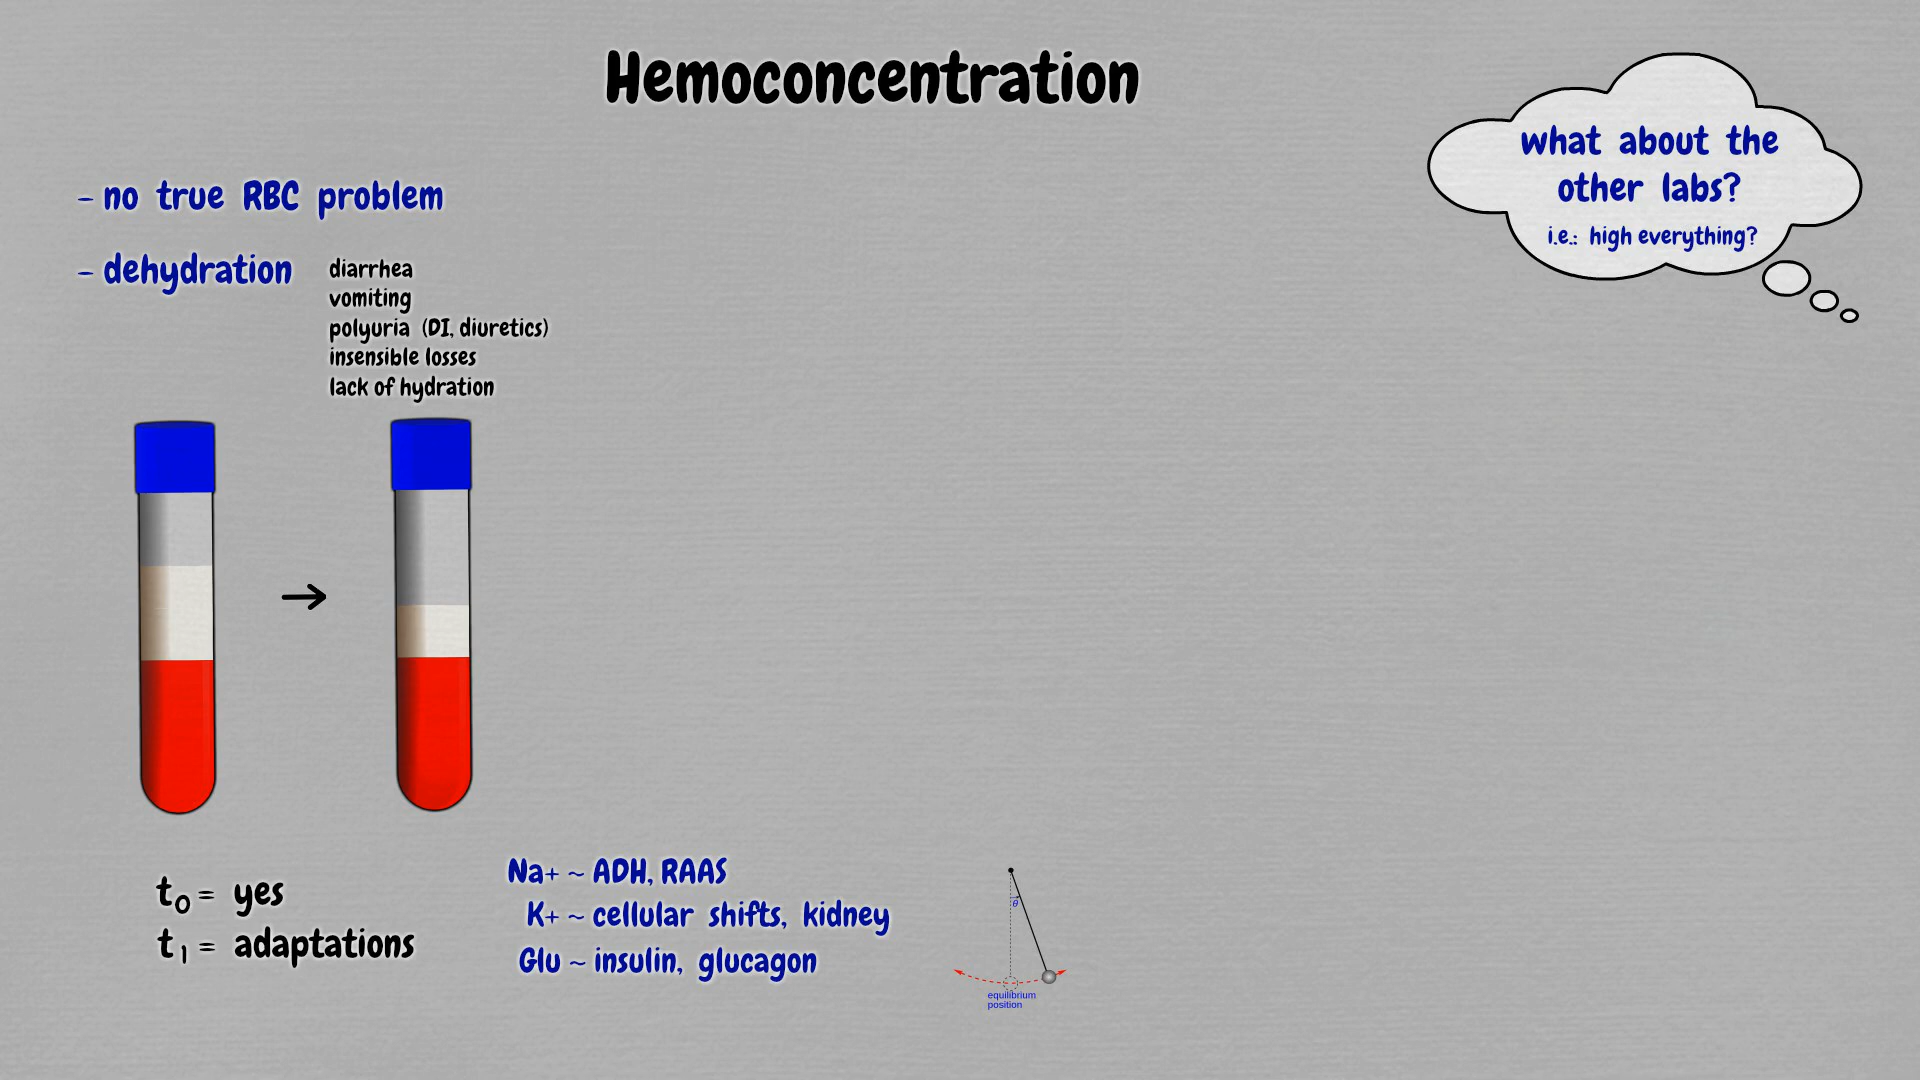 Hemoconcentration
what about the
other labs?
i.e.: high everything?
- no true RBC problem
- dehydration
diarrhea
vomiting
polyuria (DI, diuretics)
insensible losses
lack of hydration
t0 = yes
t1 = adaptations
Na+ ~ ADH, RAAS
K+ ~ cellular shifts, kidney
Glu ~ insulin, glucagon
θ
equilibrium
position